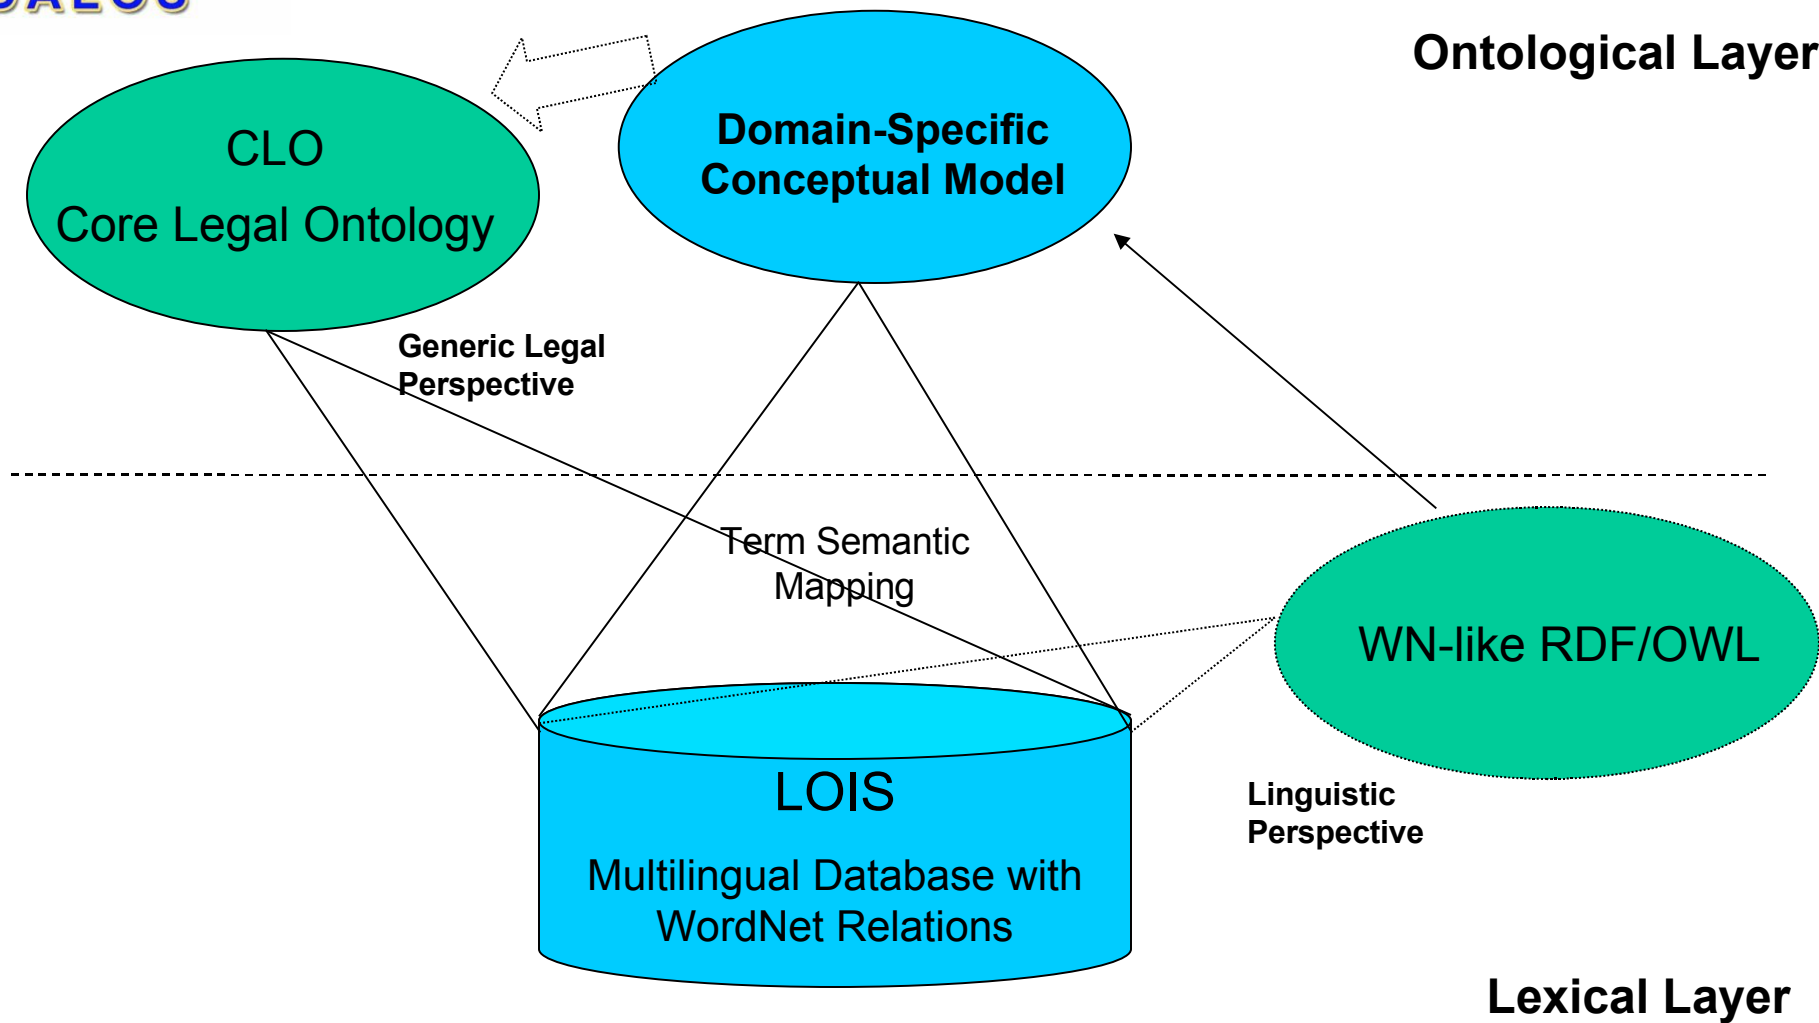 Ontological Layer
CLO
Core Legal Ontology
Domain-Specific
Conceptual Model
Generic Legal
Perspective
Term Semantic
Mapping
WN-like RDF/OWL
LOIS
Multilingual Database with
WordNet Relations
Linguistic
Perspective
Lexical Layer